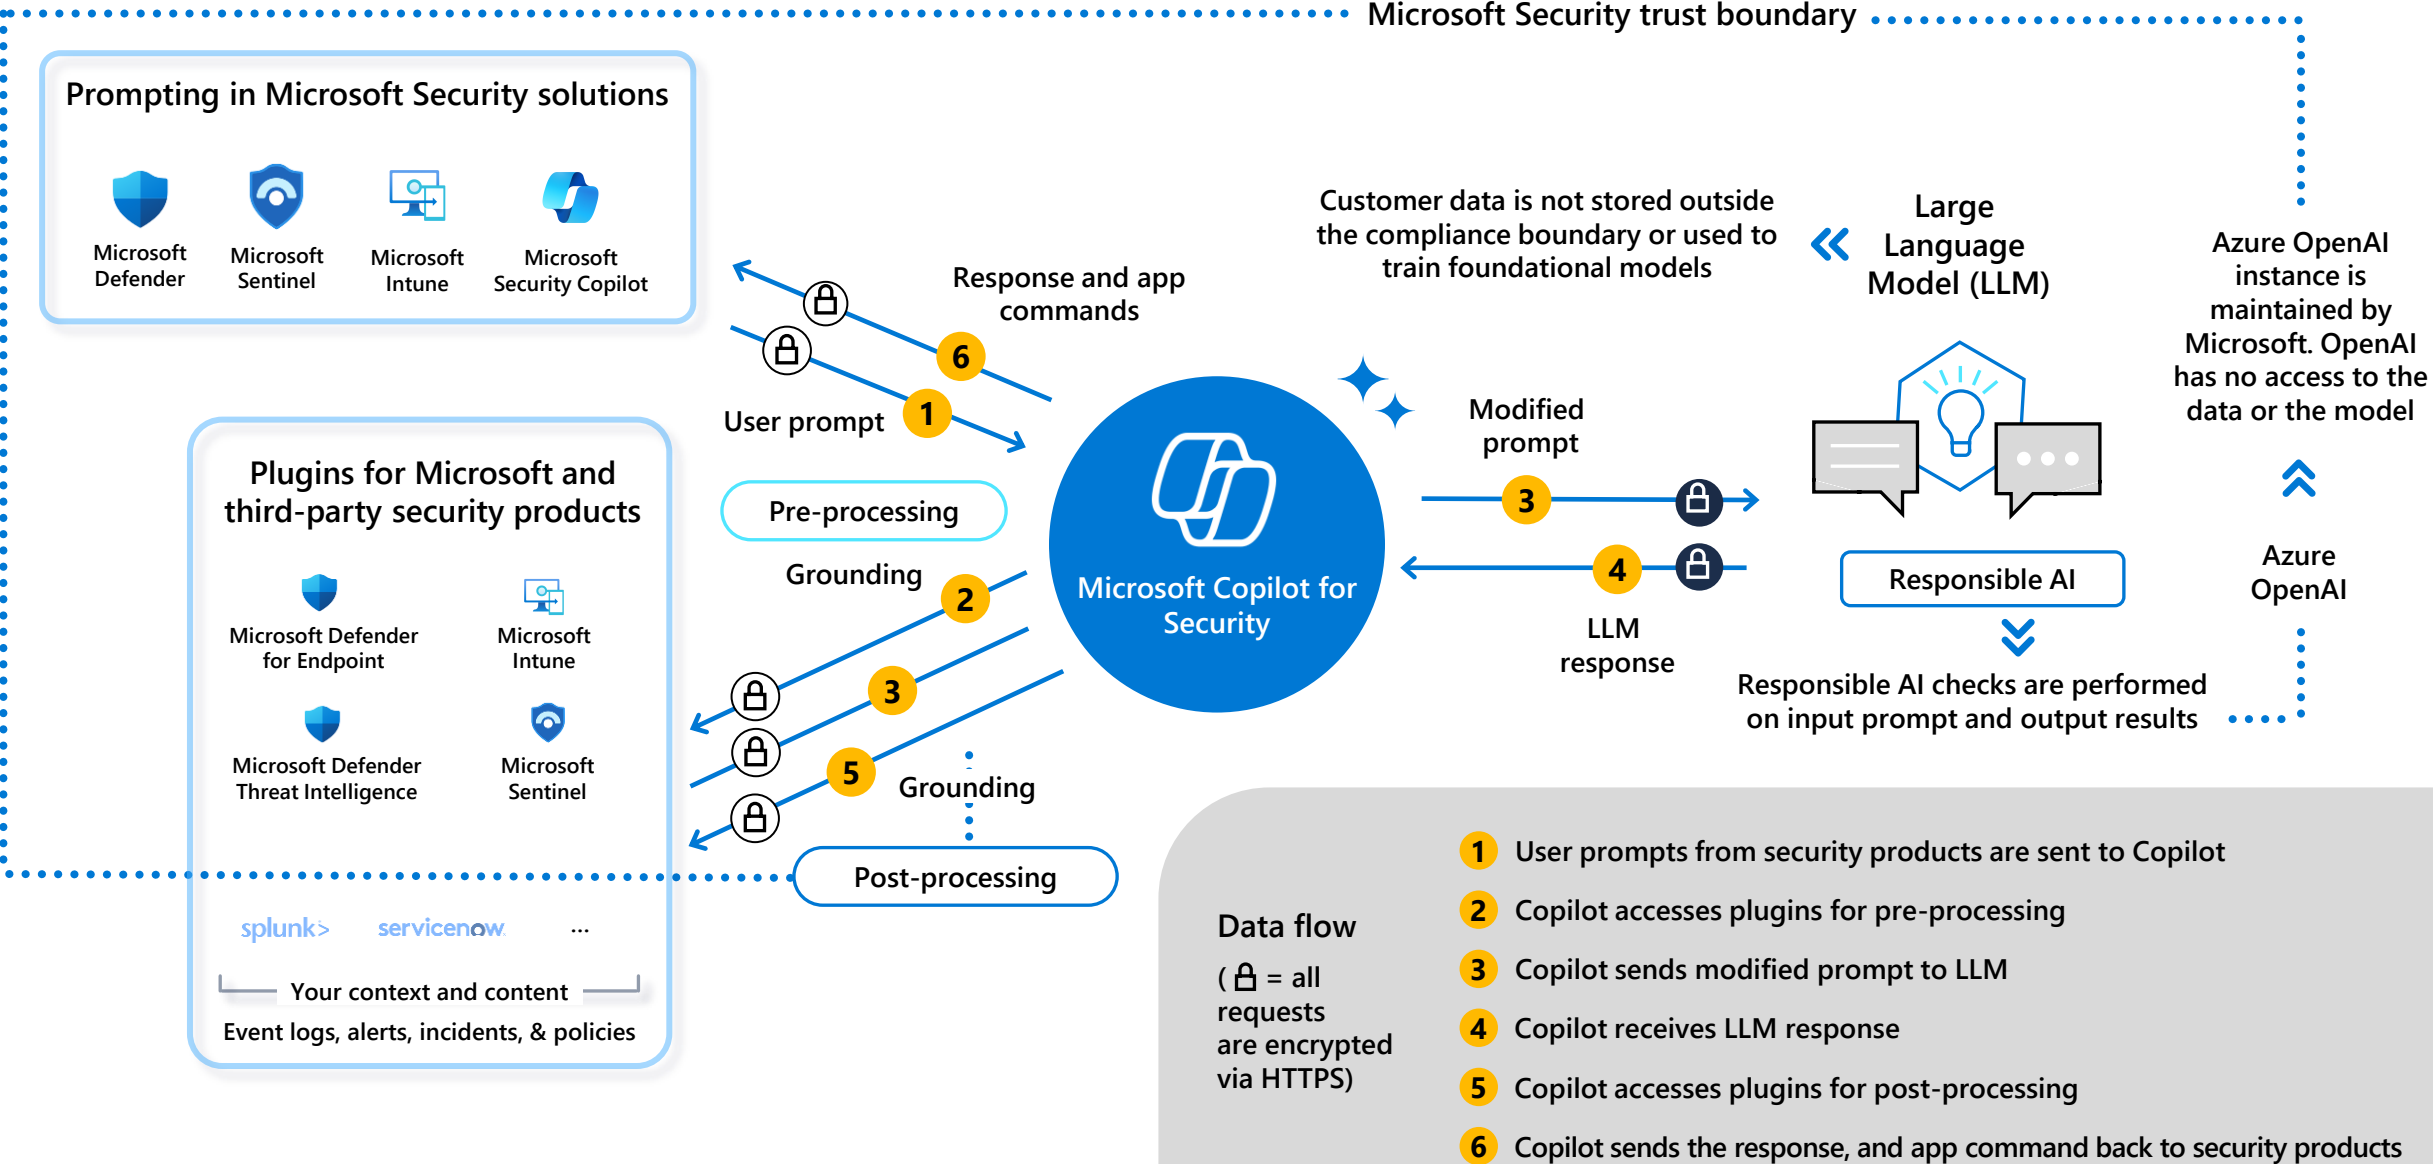 Microsoft Security trust boundary
Prompting in Microsoft Security solutions
Microsoft
Defender
Microsoft
Sentinel
Microsoft
Intune
Microsoft
Security Copilot
Plugins for Microsoft and
third-party security products
Microsoft Defender
for Endpoint
Microsoft
Intune
Microsoft Defender
Threat Intelligence
Microsoft
Sentinel
splunk>
servicenow
...
Your context and content
Event logs, alerts, incidents, & policies
Response and app
commands
6
User prompt
1
Pre-processing
Grounding
2
3
5
Grounding
Post-processing
Microsoft Copilot for
Security
Customer data is not stored outside
the compliance boundary or used to
train foundational models
Modified
prompt
3
4
LLM
response
Large
Language
Model (LLM)
Responsible AI
Responsible AI checks are performed
on input prompt and output results
Azure OpenAI
instance is
maintained by
Microsoft. OpenAI
has no access to the
data or the model
Azure
OpenAI
Data flow
( = all
requests
are encrypted
via HTTPS)
1 User prompts from security products are sent to Copilot
2 Copilot accesses plugins for pre-processing
3 Copilot sends modified prompt to LLM
4 Copilot receives LLM response
5 Copilot accesses plugins for post-processing
6 Copilot sends the response, and app command back to security products